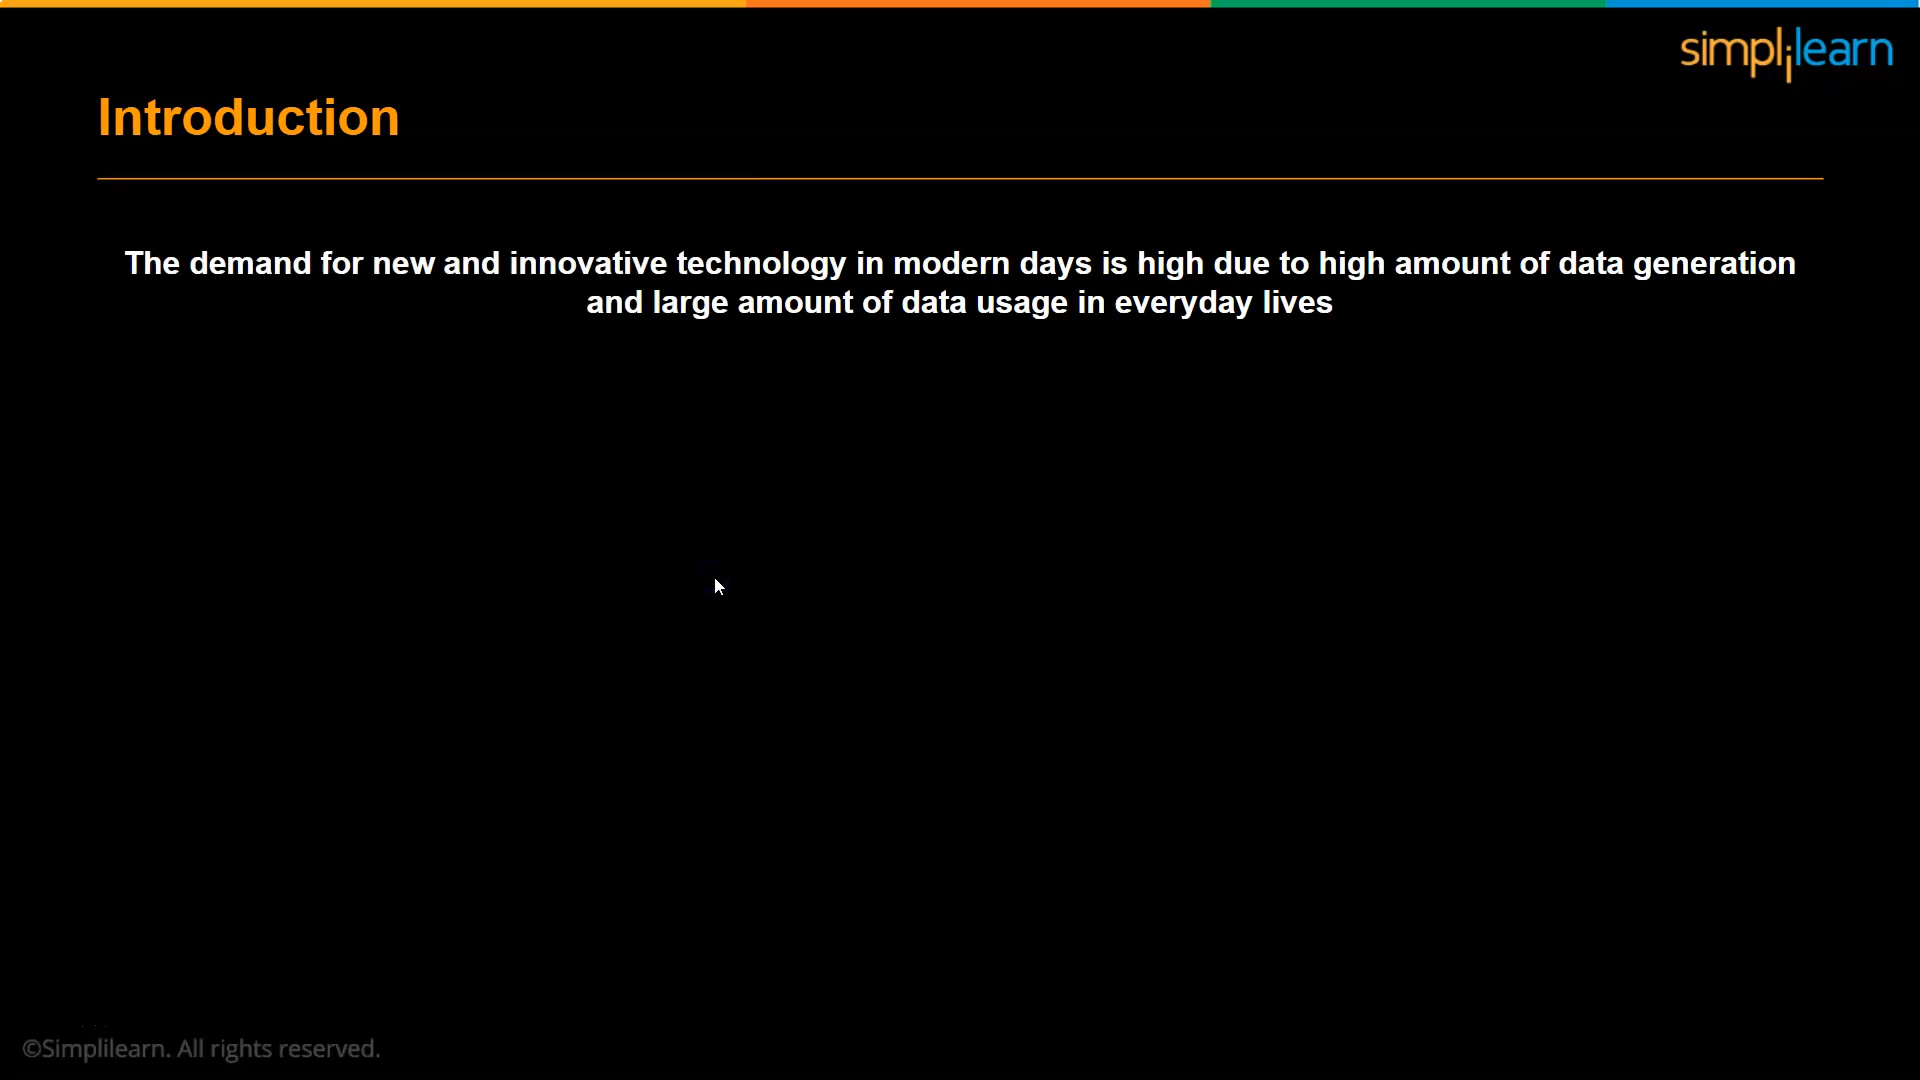 simplilearn
Introduction
The demand for new and innovative technology in modern days is high due to high amount of data generation
and large amount of data usage in everyday lives
©Simplilearn. All rights reserved.